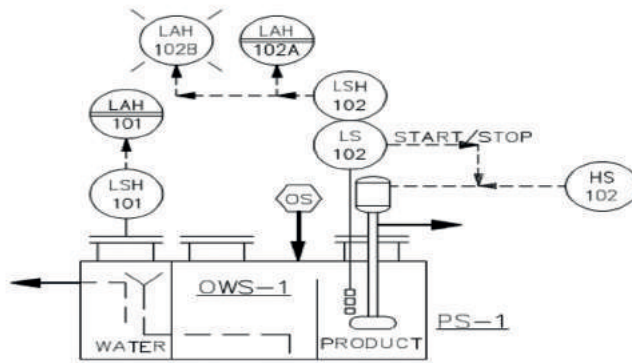 LAH
102B
LAH
102A
LAH
101
LSH
102
LS
102
START/STOP
LSH
101
HS
102
OS
OWS-1
PS-1
WATER
PRODUCT